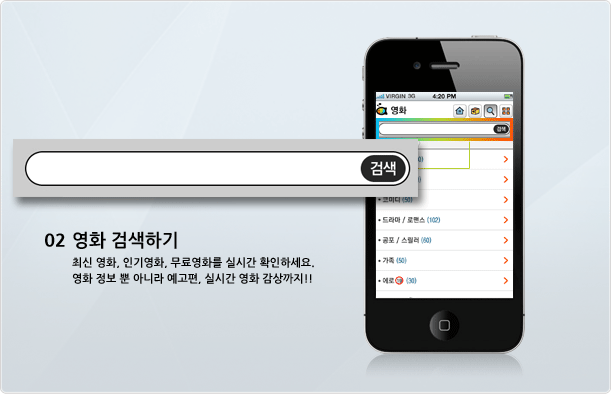 VIRGIN 3G 4:20 PM
영화
검색
검색
• 코미디 (50)
• 드라마 / 로맨스 (102)
• 공포 / 스릴러 (60)
• 가족 (50)
• 에로 (30)
02 영화 검색하기
최신 영화, 인기영화, 무료영화를 실시간 확인하세요.
영화 정보 뿐 아니라 예고편, 실시간 영화 감상까지!!